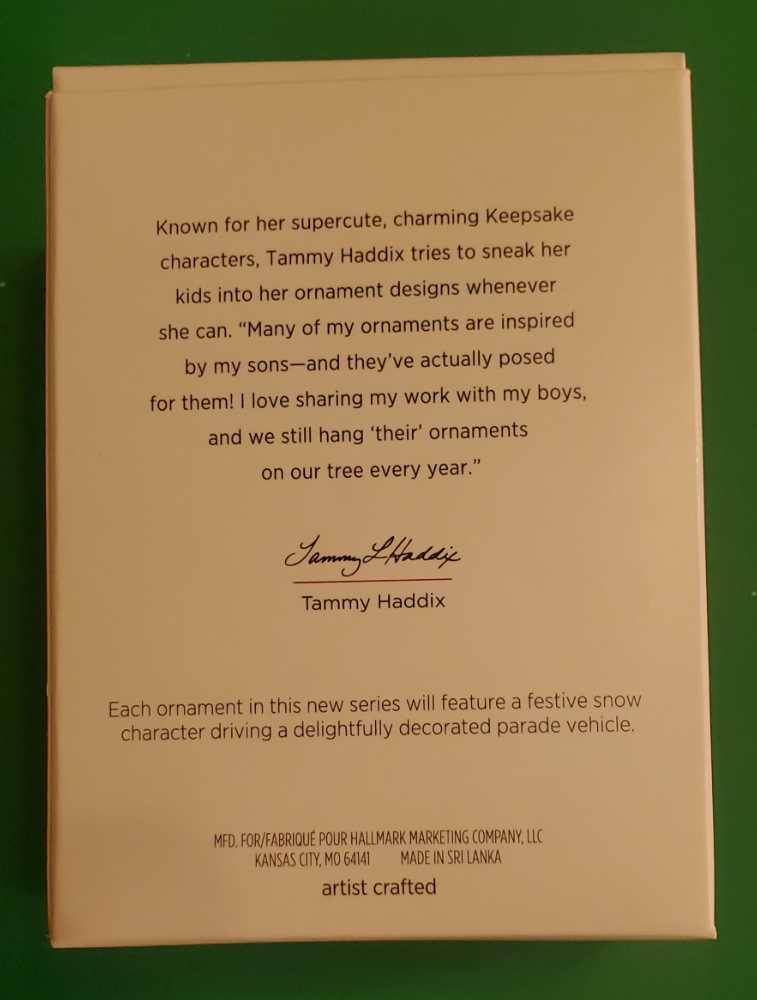 Known for her supercute, charming Keepsake
characters, Tammy Haddix tries to sneak her
kids into her ornament designs whenever
she can. “Many of my ornaments are inspired
by my sons—and they’ve actually posed
for them! I love sharing my work with my boys,
and we still hang ‘their’ ornaments
on our tree every year.”
Tammy L Haddix
Tammy Haddix
Each ornament in this new series will feature a festive snow
character driving a delightfully decorated parade vehicle.
MFD. FOR/FABRIQUÉ POUR HALLMARK MARKETING COMPANY, LLC
KANSAS CITY, MO 64141 MADE IN SRI LANKA
artist crafted